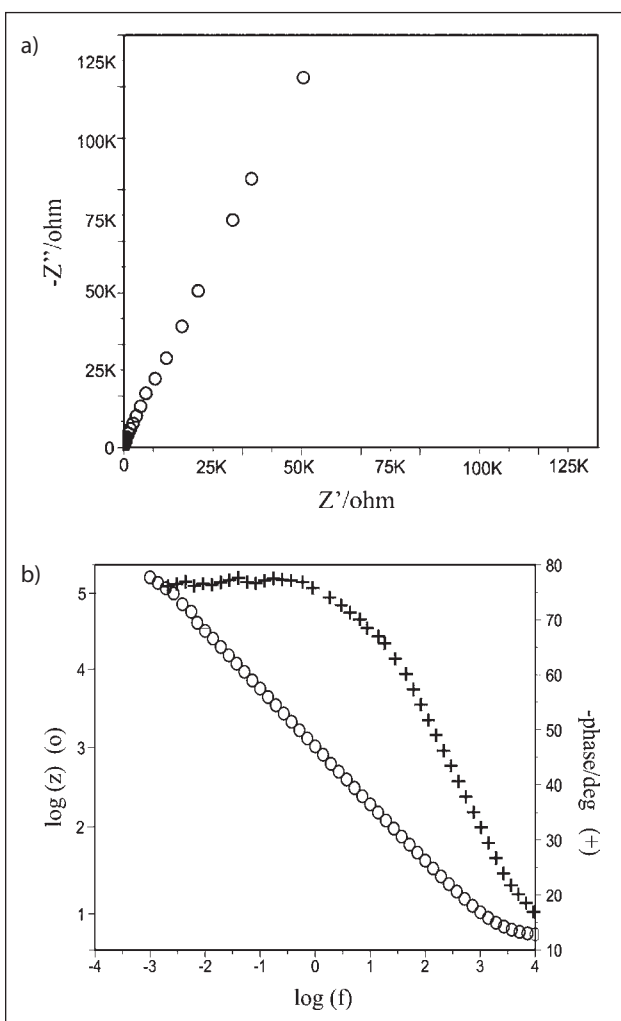 a)
125K
100K
75K
50K
25K
0
-Z''/ohm
0 25K 50K 75K 100K 125K
Z'/ohm
b)
5
4
3
2
1
log (z) (o)
80
70
60
50
40
30
20
10
-phase/deg (+)
-4 -3 -2 -1 0 1 2 3 4
log (f)